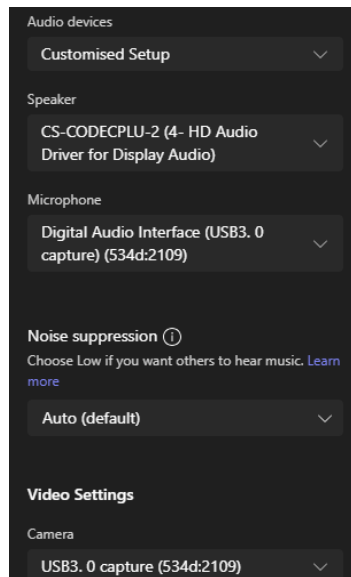 Audio devices
Customised Setup
Speaker
CS-CODECPLU-2 (4- HD Audio
Driver for Display Audio)
Microphone
Digital Audio Interface (USB3. 0
capture) (534d:2109)
Noise suppression
Choose Low if you want others to hear music. Learn
more
Auto (default)
Video Settings
Camera
USB3. 0 capture (534d:2109)